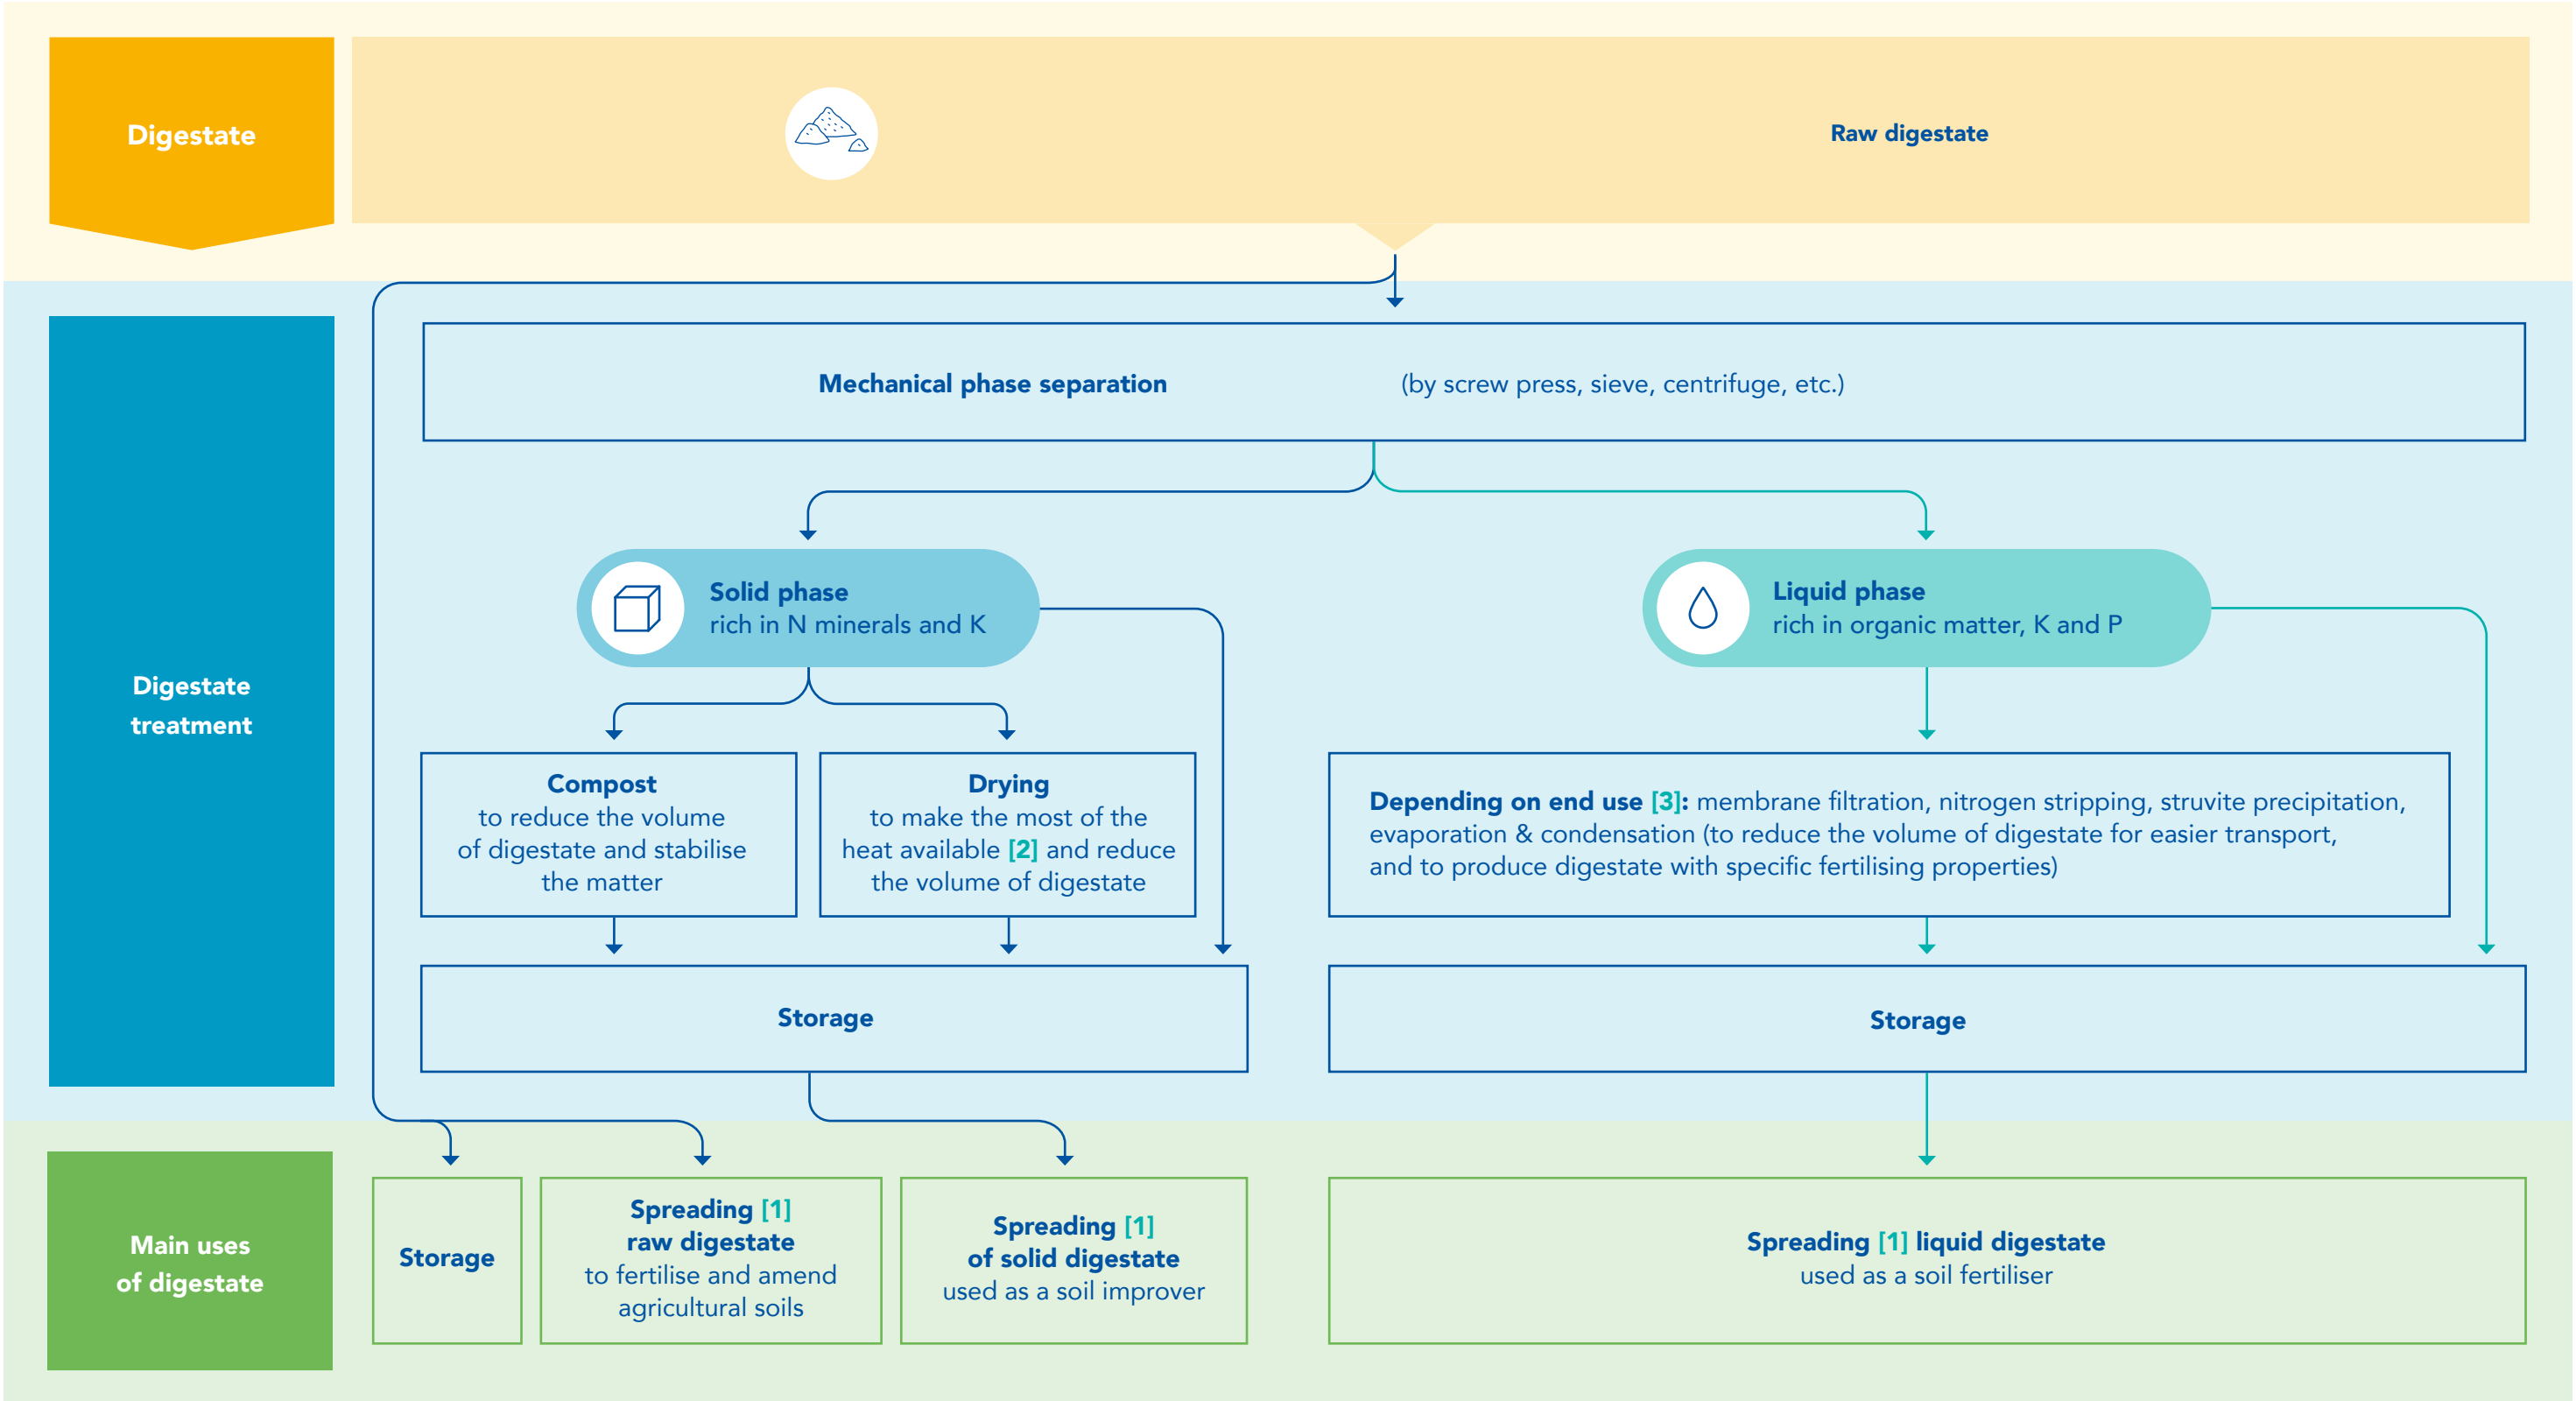 Digestate
Raw digestate
Mechanical phase separation (by screw press, sieve, centrifuge, etc.)
Digestate
treatment
Solid phase
rich in N minerals and K
Liquid phase
rich in organic matter, K and P
Compost
to reduce the volume
of digestate and stabilise
the matter
Drying
to make the most of the
heat available [2] and reduce
the volume of digestate
Depending on end use [3]: membrane filtration, nitrogen stripping, struvite precipitation,
evaporation & condensation (to reduce the volume of digestate for easier transport,
and to produce digestate with specific fertilising properties)
Storage
Storage
Main uses
of digestate
Storage
Spreading [1]
raw digestate
to fertilise and amend
agricultural soils
Spreading [1]
of solid digestate
used as a soil improver
Spreading [1] liquid digestate
used as a soil fertiliser